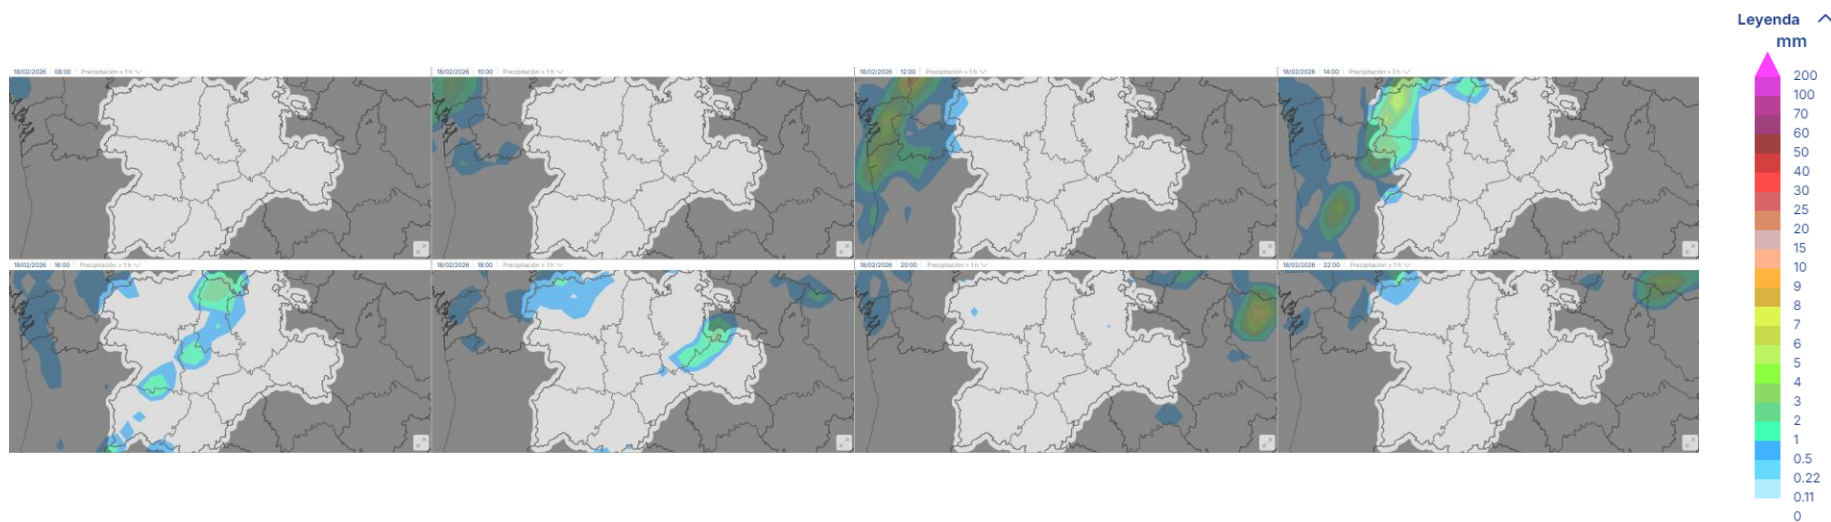 Leyenda
mm
18/02/2026 08:00 Precipitación > 1 h
18/02/2026 10:00 Precipitación > 1 h
18/02/2026 12:00 Precipitación > 1 h
18/02/2026 14:00 Precipitación > 1 h
18/02/2026 16:00 Precipitación > 1 h
18/02/2026 18:00 Precipitación > 1 h
18/02/2026 20:00 Precipitación > 1 h
18/02/2026 22:00 Precipitación > 1 h
200
100
70
60
50
40
30
25
20
15
10
9
8
7
6
5
4
3
2
1
0.5
0.22
0.11
0